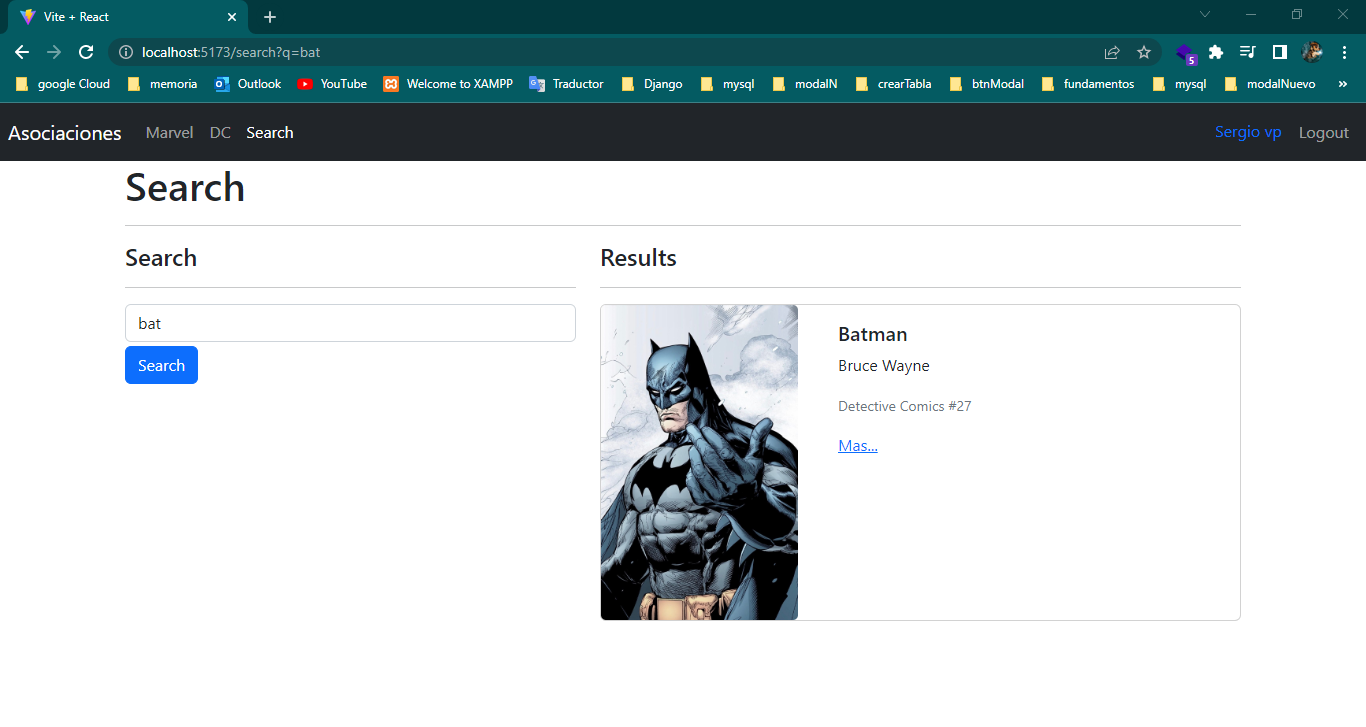 Vite + React
localhost:5173/search?q=bat
5
google Cloud memoria Outlook YouTube Welcome to XAMPP Traductor Django mysql modalN crearTabla btnModal fundamentos mysql modalNuevo »
Asociaciones Marvel DC Search Sergio vp Logout
Search
Search
bat
Search
Results
Batman
Bruce Wayne
Detective Comics #27
Mas...